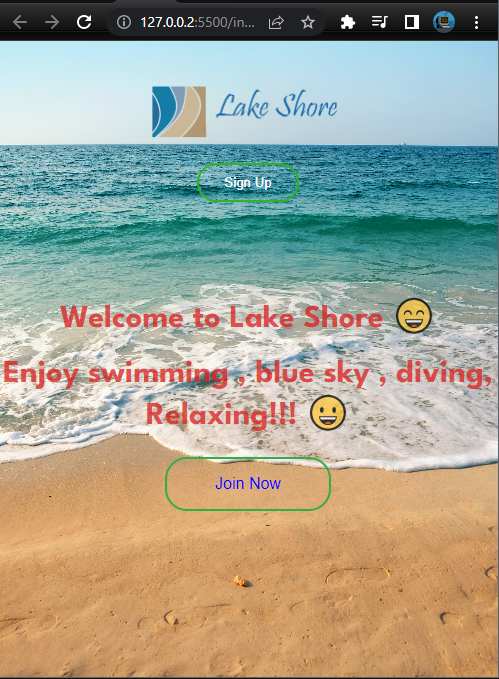 127.0.0.2:5500/in...
Lake Shore
Sign Up
Welcome to Lake Shore 😄
Enjoy swimming , blue sky , diving,
Relaxing!!! 😀
Join Now